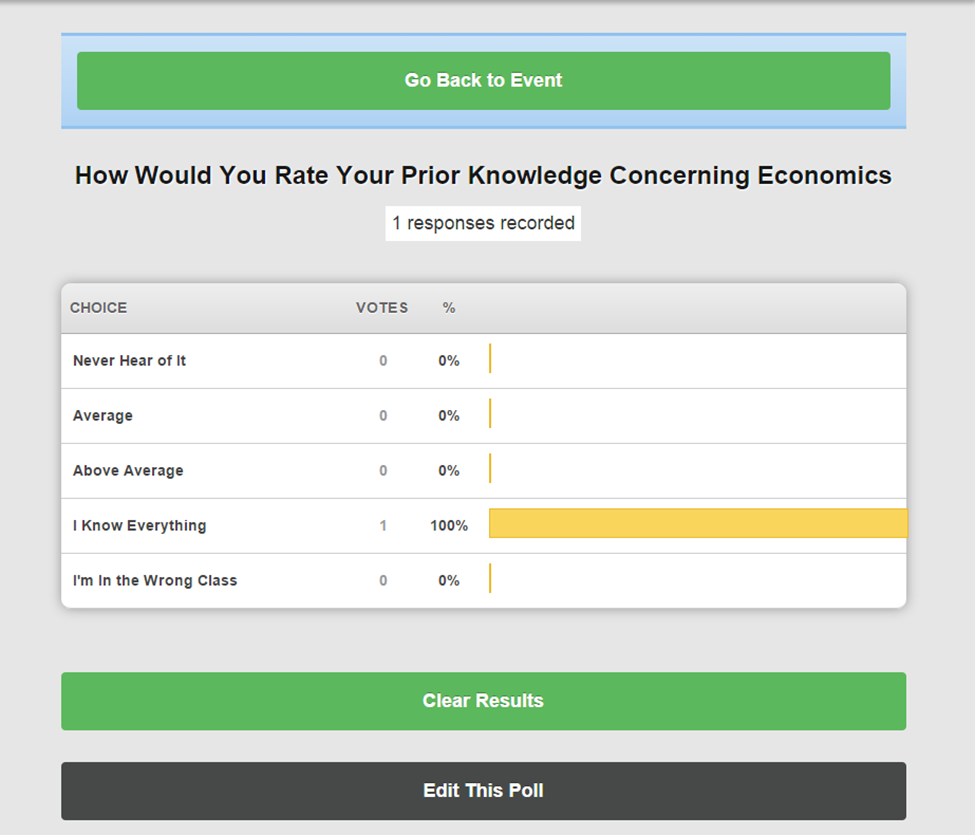 Go Back to Event
How Would You Rate Your Prior Knowledge Concerning Economics
1 responses recorded
CHOICE VOTES %
Never Hear of It 0 0%
Average 0 0%
Above Average 0 0%
I Know Everything 1 100%
I'm In the Wrong Class 0 0%
Clear Results
Edit This Poll